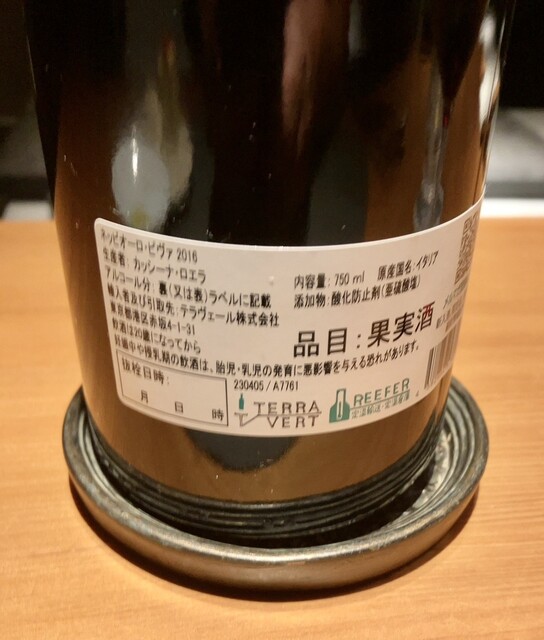 ネッビオーロ・ビヴァ 2016
生産者: カッシーナ・ロエラ
アルコール分: 裏(又は表)ラベルに記載
輸入者及び引取先: テラヴェール株式会社
東京都港区赤坂4-1-31
飲酒は20歳になってから
妊娠中や授乳期の飲酒は、胎児・乳児の発育に悪影響を与える恐れがあります。
内容量: 750 ml 原産国名: イタリア
添加物: 酸化防止剤(亜硫酸塩)
品目: 果実酒
抜栓日時:
月 日 時
230405 / A7761
TERRA
VERT
REEFER